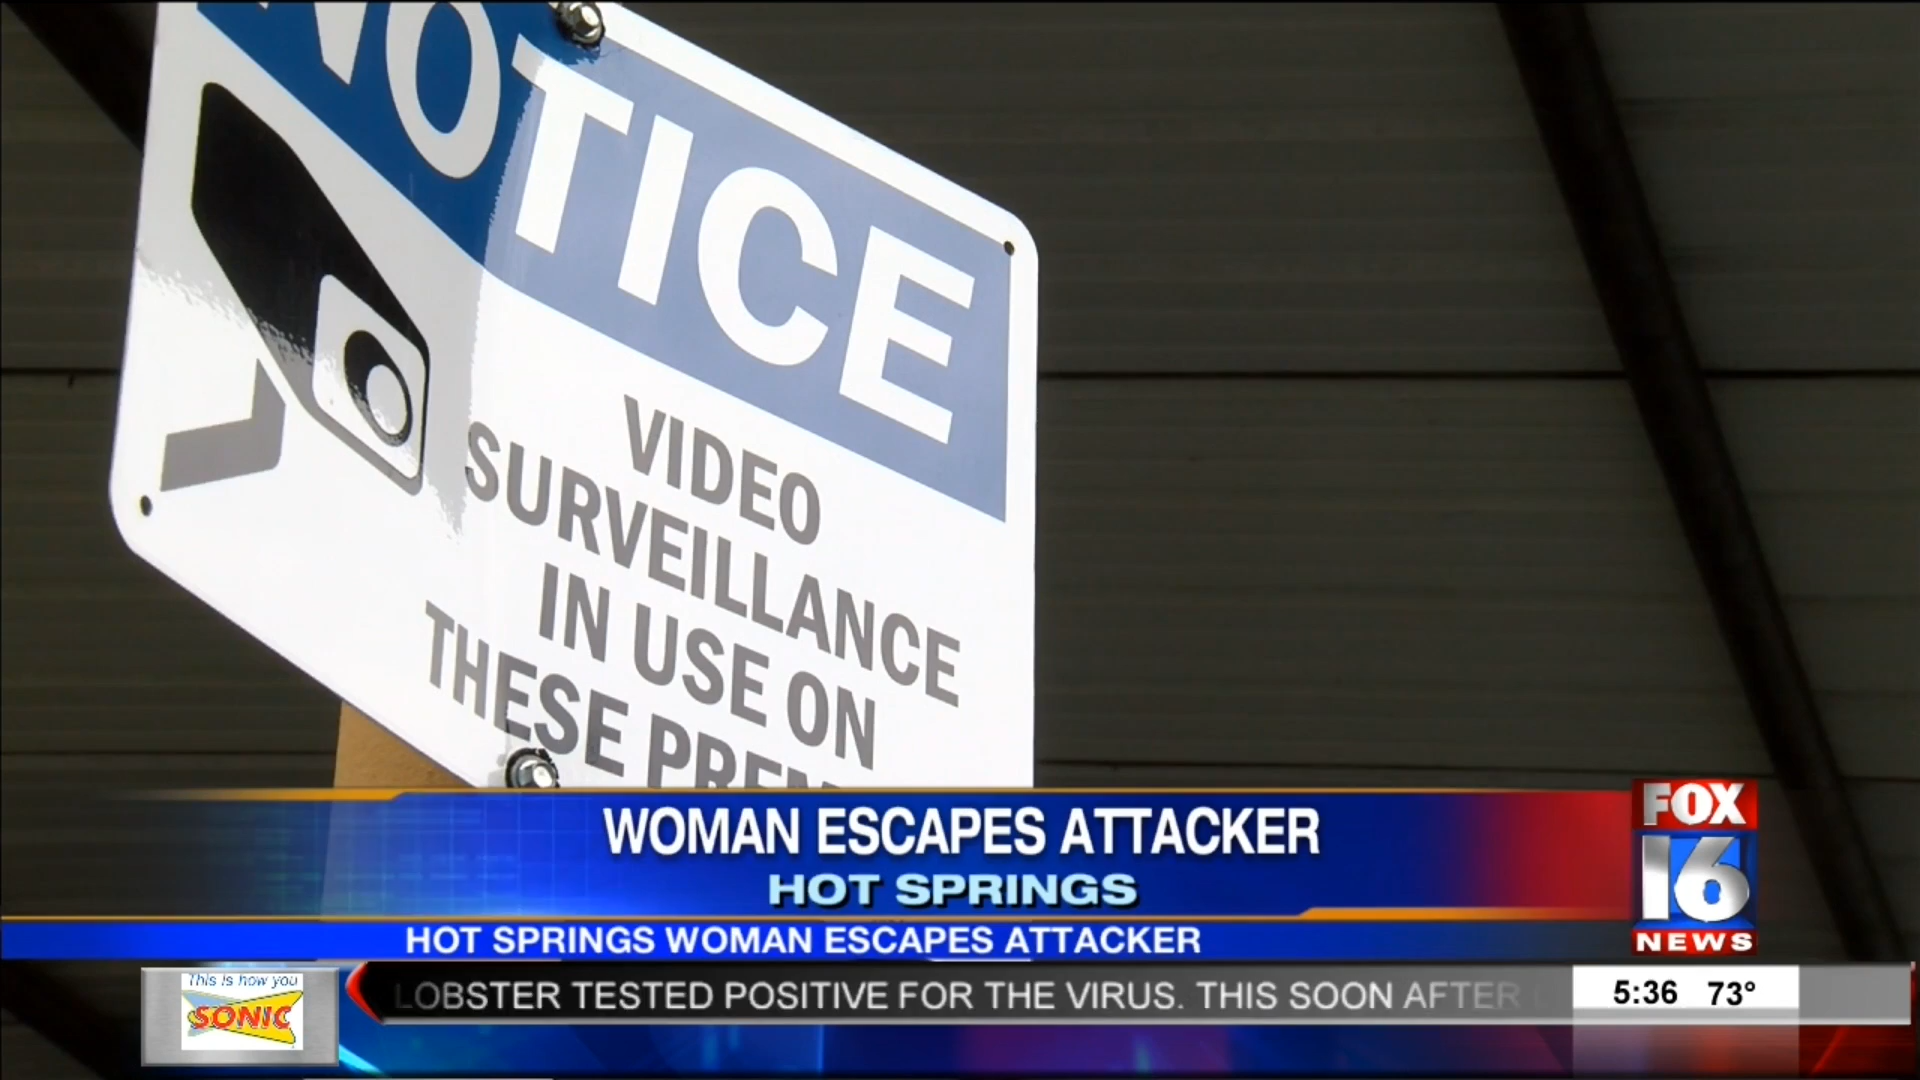 NOTICE
VIDEO
SURVEILLANCE
IN USE ON
THESE
WOMAN ESCAPES ATTACKER
HOT SPRINGS
HOT SPRINGS WOMAN ESCAPES ATTACKER
FOX
16
NEWS
This is how you
SONIC
LOBSTER TESTED POSITIVE FOR THE VIRUS. THIS SOON AFTER
5:36 73°